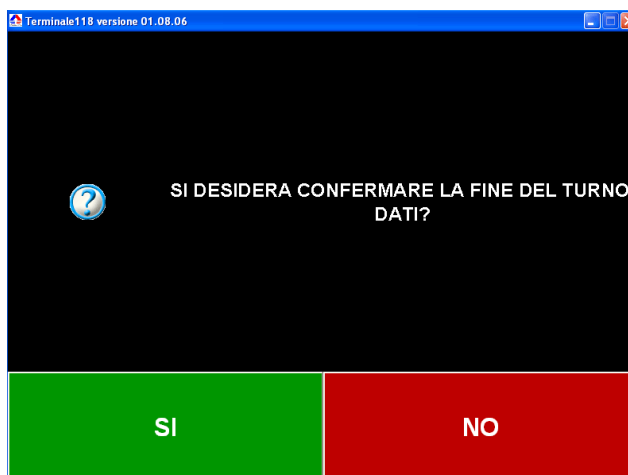 Terminale118 versione 01.08.06
SI DESIDERA CONFERMARE LA FINE DEL TURNO
DATI?
SI
NO